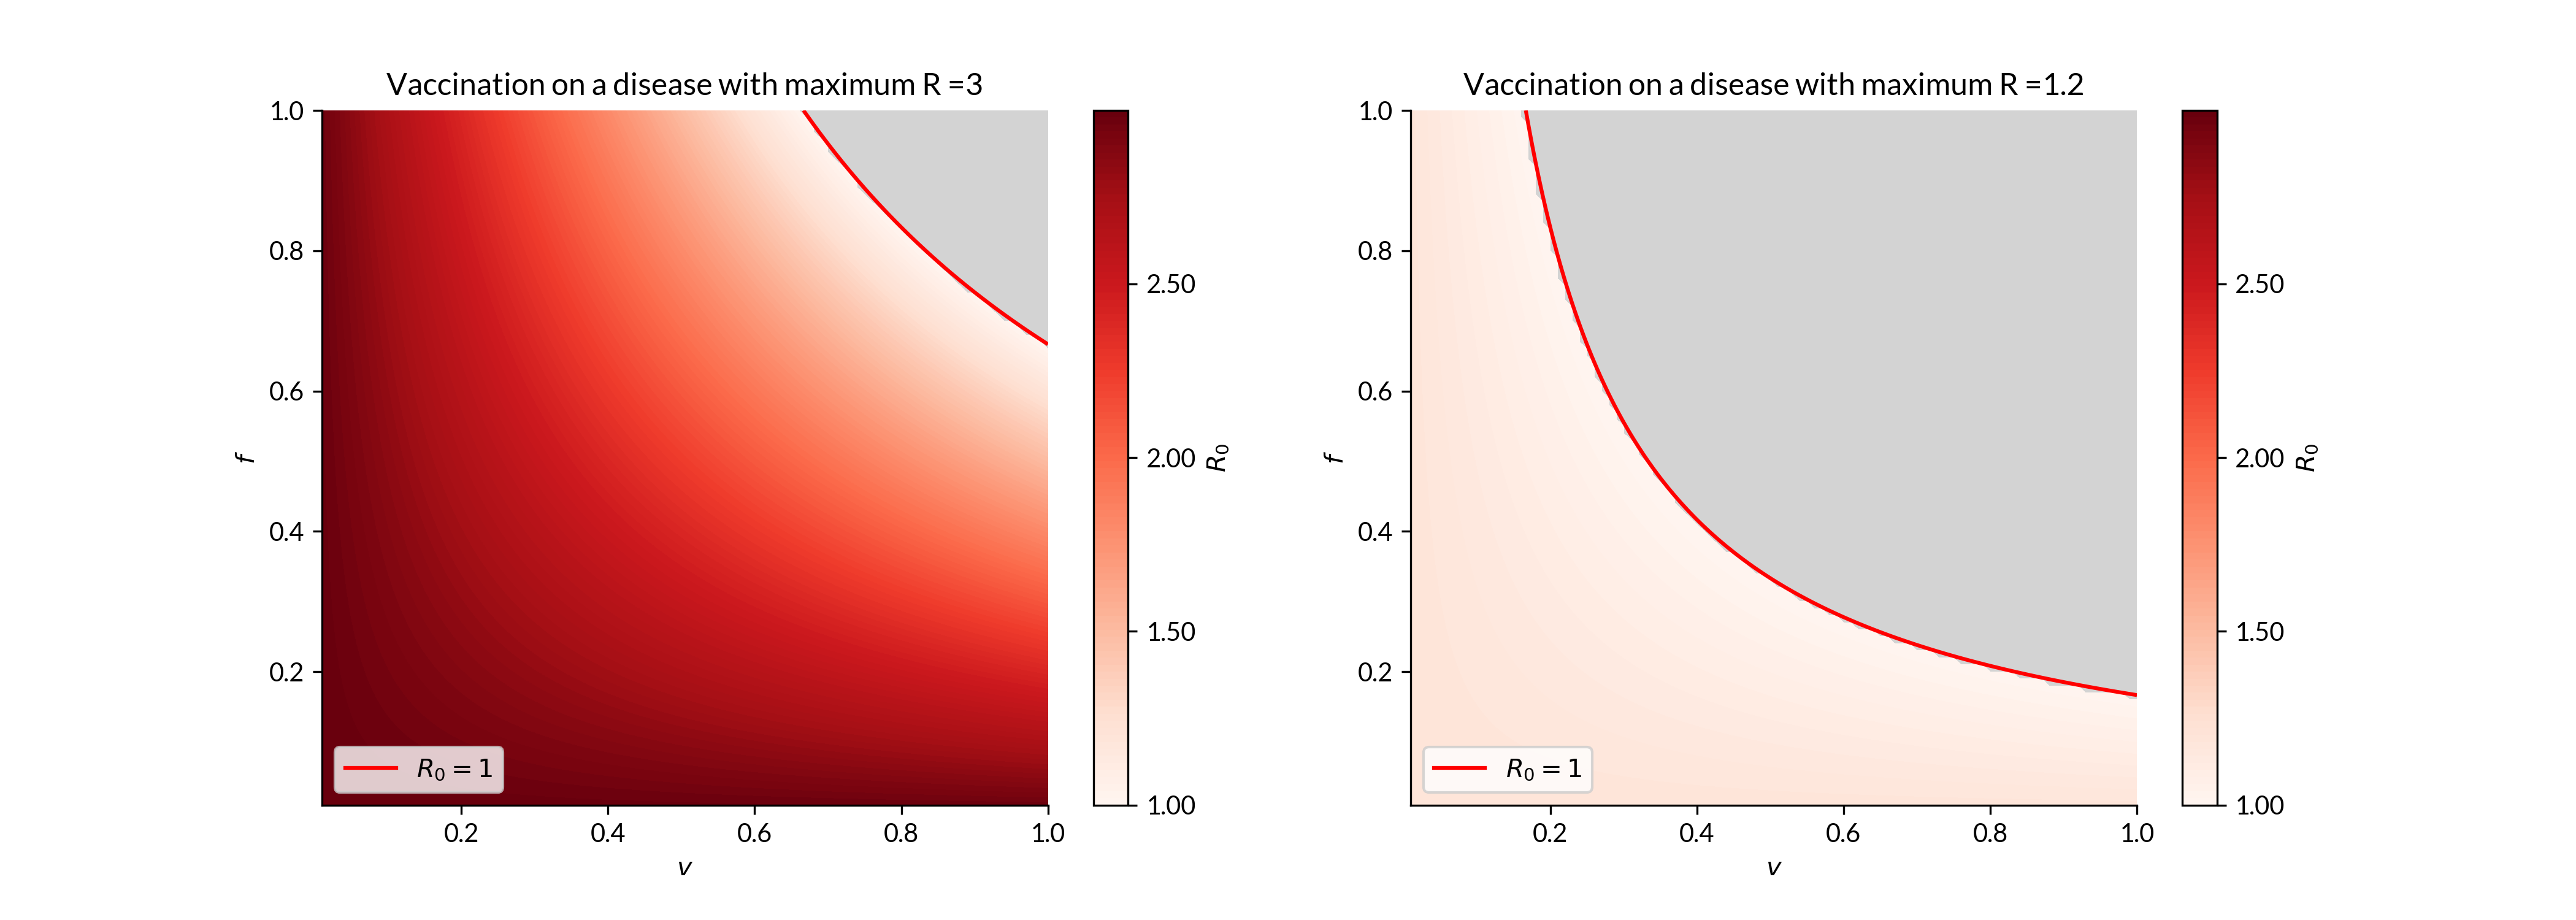 Vaccination on a disease with maximum R =3
1.0
0.8
0.6
0.4
0.2
f
0.2 0.4 0.6 0.8 1.0
v
R₀ = 1
2.50
2.00
1.50
1.00
R₀
Vaccination on a disease with maximum R =1.2
1.0
0.8
0.6
0.4
0.2
f
0.2 0.4 0.6 0.8 1.0
v
R₀ = 1
2.50
2.00
1.50
1.00
R₀